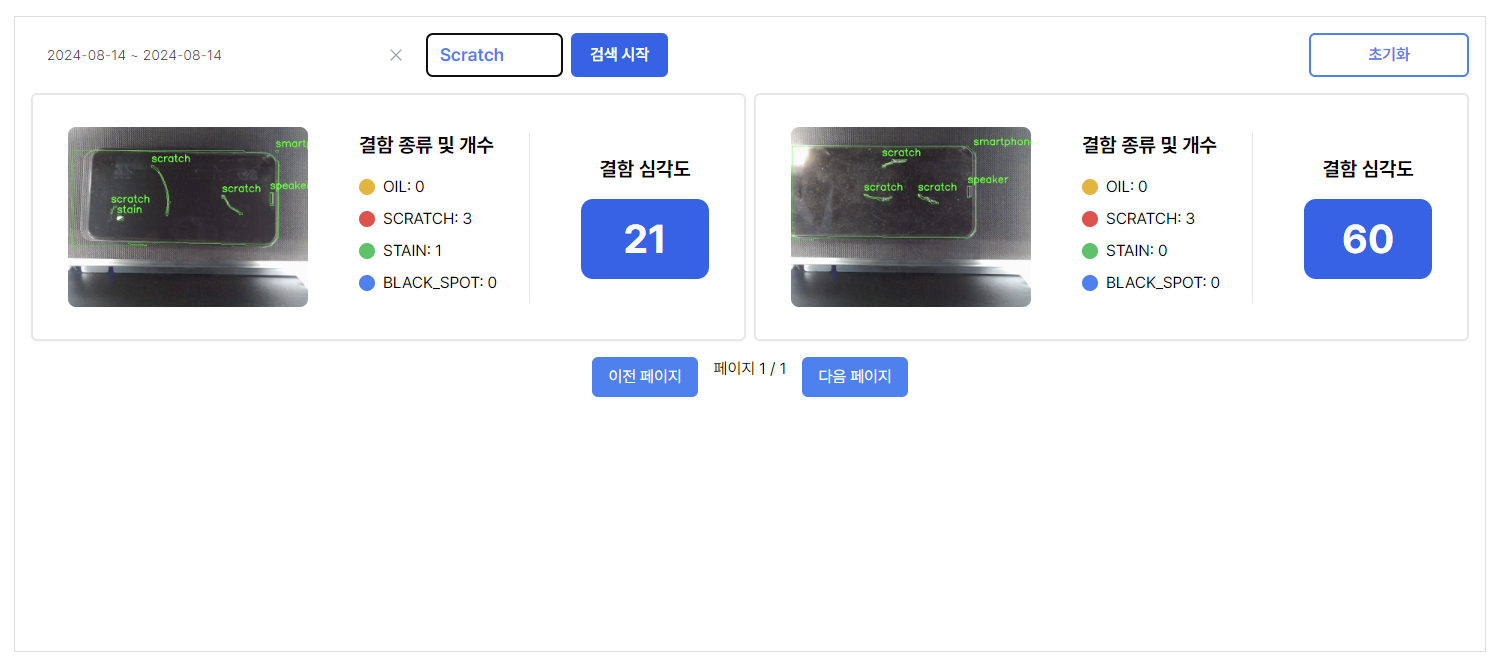 2024-08-14 ~ 2024-08-14
Scratch
검색 시작
초기화
smartp
scratch
scratch
speake
scratch
stain
결함 종류 및 개수
OIL: 0
SCRATCH: 3
STAIN: 1
BLACK_SPOT: 0
결함 심각도
21
smartphon
scratch
speaker
scratch
scratch
결함 종류 및 개수
OIL: 0
SCRATCH: 3
STAIN: 0
BLACK_SPOT: 0
결함 심각도
60
이전 페이지
페이지 1 / 1
다음 페이지